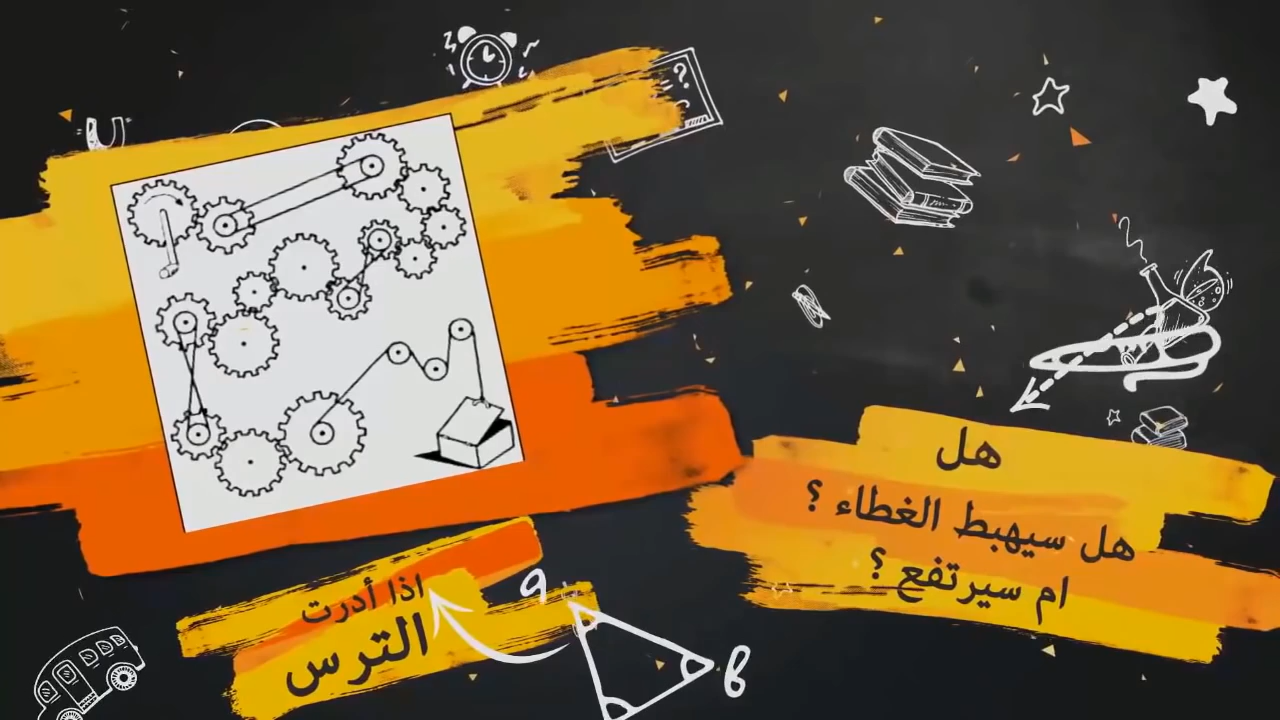 اذا أدرت
الترس
هل
هل سيهبط الغطاء ؟
ام سيرتفع ؟